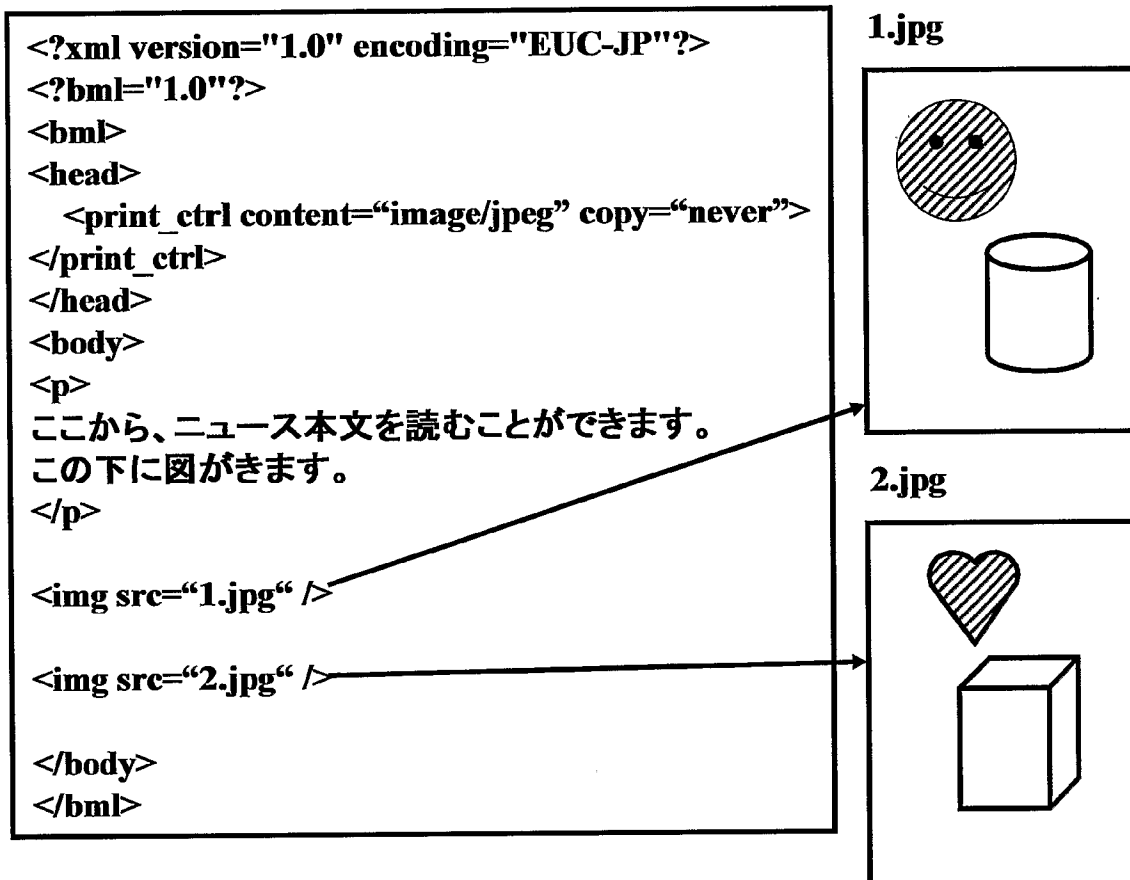 <?xml version="1.0" encoding="EUC-JP"?>
<?bml="1.0"?>
<bml>
<head>
<print_ctrl content=“image/jpeg” copy=“never”>
</print_ctrl>
</head>
<body>
<p>
ここから、ニュース本文を読むことができます。
この下に図がきます。
</p>
<img src=“1.jpg“ />
<img src=“2.jpg“ />
</body>
</bml>
1.jpg
2.jpg